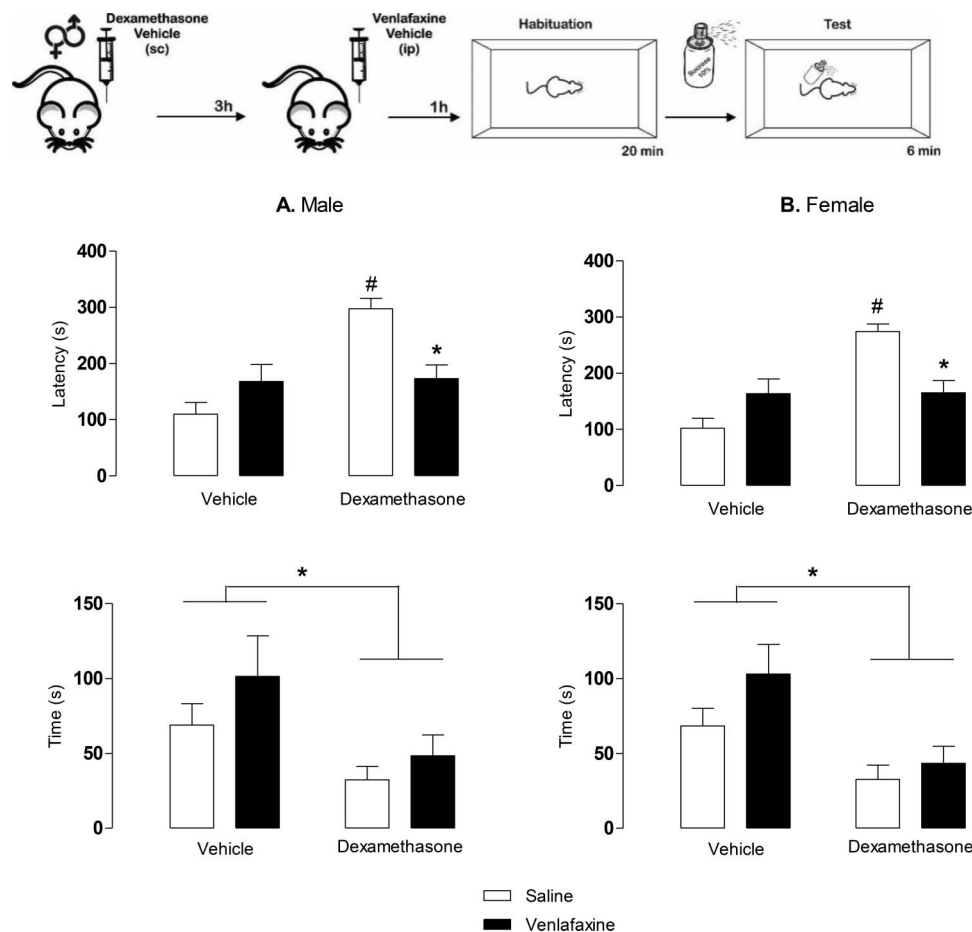 Dexamethasone
Vehicle
(sc)
3h
Venlafaxine
Vehicle
(ip)
1h
Habituation
20 min
Sucrose
10%
Test
6 min
A. Male
B. Female
Latency (s)
400
300
200
100
0
#
*
Vehicle
Dexamethasone
Latency (s)
400
300
200
100
0
#
*
Vehicle
Dexamethasone
Time (s)
150
100
50
0
*
Vehicle
Dexamethasone
Time (s)
150
100
50
0
*
Vehicle
Dexamethasone
Saline
Venlafaxine